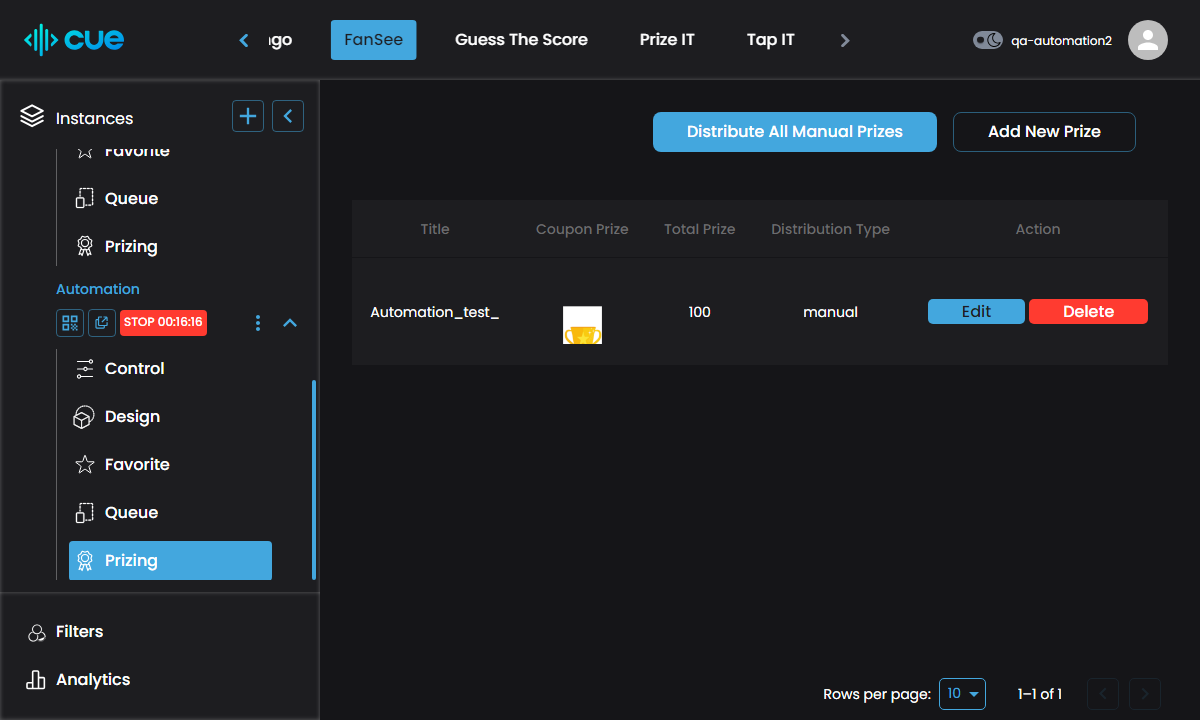 cue
ngo
FanSee
Guess The Score
Prize IT
Tap IT
qa-automation2
Instances
Favorite
Queue
Prizing
Automation
STOP 00:16:16
Control
Design
Favorite
Queue
Prizing
Filters
Analytics
Distribute All Manual Prizes
Add New Prize
Title Coupon Prize Total Prize Distribution Type Action
Automation_test_ 100 manual Edit Delete
Rows per page: 10 1–1 of 1